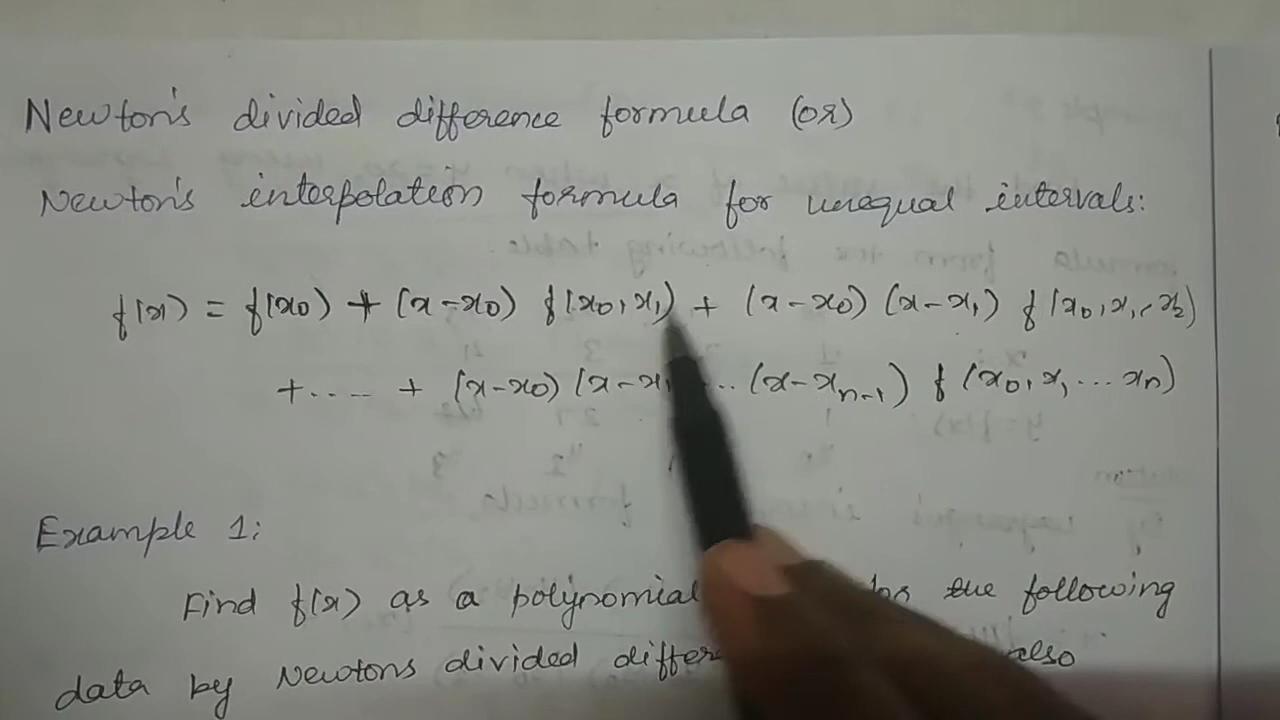 Newton's divided difference formula (or)
Newton's interpolation formula for unequal intervals:
f(x) = f(x0) + (x-x0) f(x0,x1) + (x-x0) (x-x1) f(x0,x1,x2)
+..... + (x-x0) (x-x1 ... (x-xn-1) f(x0,x1...xn)
Example 1:
Find f(x) as a polynomial the following
data by Newtons divided also